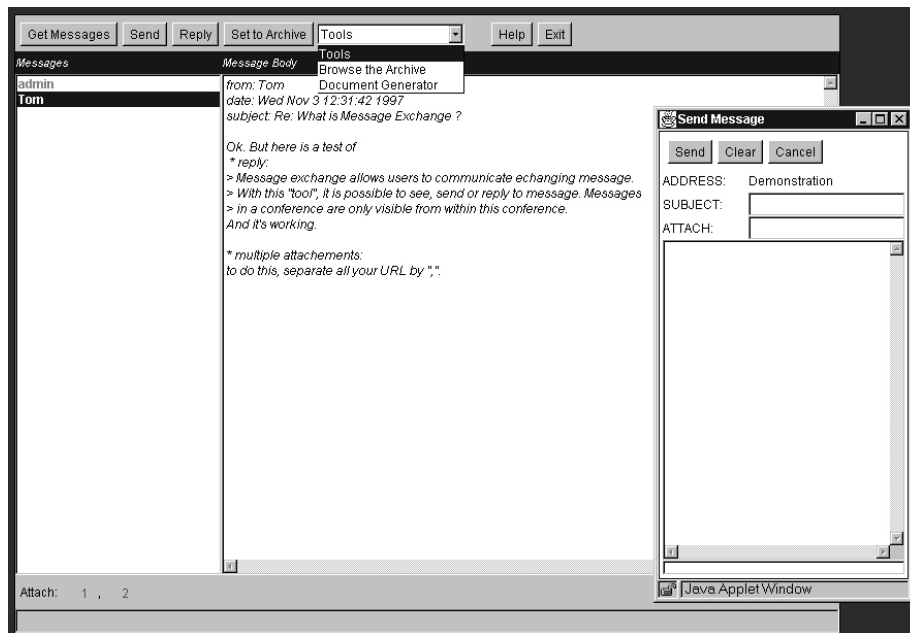 Get Messages Send Reply Set to Archive Tools Help Exit
Tools
Browse the Archive
Document Generator
Messages Message Body
admin
Tom
from: Tom
date: Wed Nov 3 12:31:42 1997
subject: Re: What is Message Exchange ?
Ok. But here is a test of
* reply:
> Message exchange allows users to communicate echanging message.
> With this "tool", it is possible to see, send or reply to message. Messages
> in a conference are only visible from within this conference.
And it's working.
* multiple attachements:
to do this, separate all your URL by ",".
Attach: 1 , 2
Send Message
Send Clear Cancel
ADDRESS: Demonstration
SUBJECT:
ATTACH:
Java Applet Window